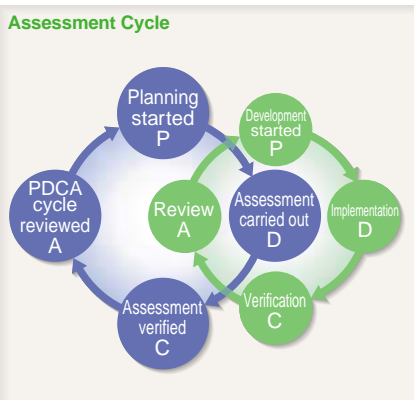 Assessment Cycle
Planning
started
P
Development
started
P
PDCA
cycle
reviewed
A
Review
A
Assessment
carried out
D
Implementation
D
Assessment
verified
C
Verification
C